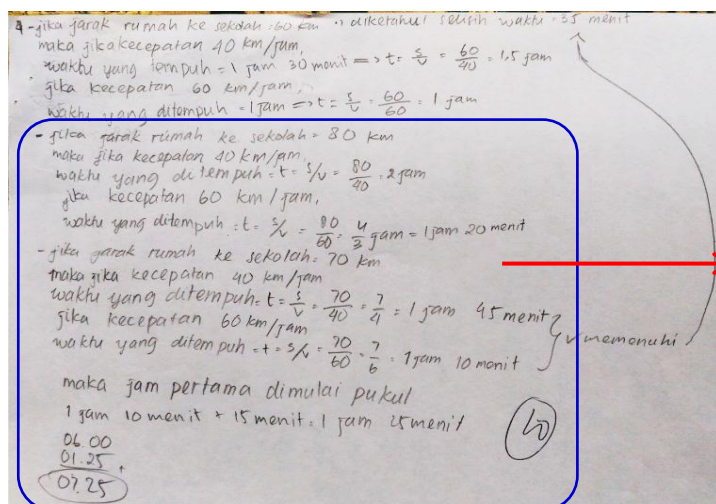 4 - jika jarak rumah ke sekolah = 60 km ∴ diketahui selisih waktu = 35 menit
maka jika kecepatan 40 km/jam,
waktu yang tempuh = 1 jam 30 menit => t = s/v = 60/40 = 1,5 jam
jika kecepatan 60 km/jam,
waktu yang ditempuh = 1 jam => t = s/v = 60/60 = 1 jam
- jika jarak rumah ke sekolah = 80 km
maka jika kecepatan 40 km/jam,
waktu yang ditempuh = t = s/v = 80/40 = 2 jam
jika kecepatan 60 km/jam,
waktu yang ditempuh = t = s/v = 80/60 = 4/3 jam = 1 jam 20 menit
- jika jarak rumah ke sekolah = 70 km
maka jika kecepatan 40 km/jam
waktu yang ditempuh = t = s/v = 70/40 = 7/4 = 1 jam 45 menit
jika kecepatan 60 km/jam
waktu yang ditempuh = t = s/v = 70/60 = 7/6 = 1 jam 10 menit
} v memenuhi
maka jam pertama dimulai pukul
1 jam 10 menit + 15 menit = 1 jam 25 menit
06.00
01.25 +
07.25